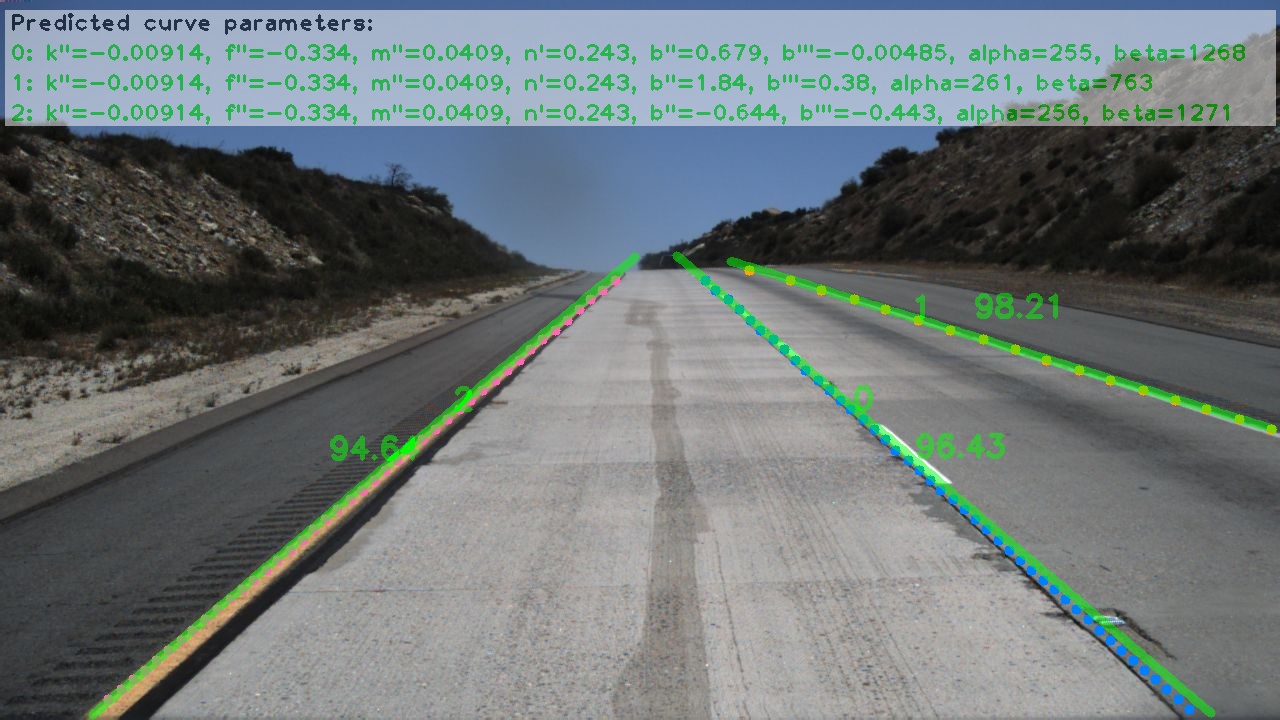 Predicted curve parameters:
0: k''=-0.00914, f''=-0.334, m''=0.0409, n'=0.243, b''=0.679, b'''=-0.00485, alpha=255, beta=1268
1: k''=-0.00914, f''=-0.334, m''=0.0409, n'=0.243, b''=1.84, b'''=0.38, alpha=261, beta=763
2: k''=-0.00914, f''=-0.334, m''=0.0409, n'=0.243, b''=-0.644, b'''=-0.443, alpha=256, beta=1271
1 98.21
2
0
94.64
96.43